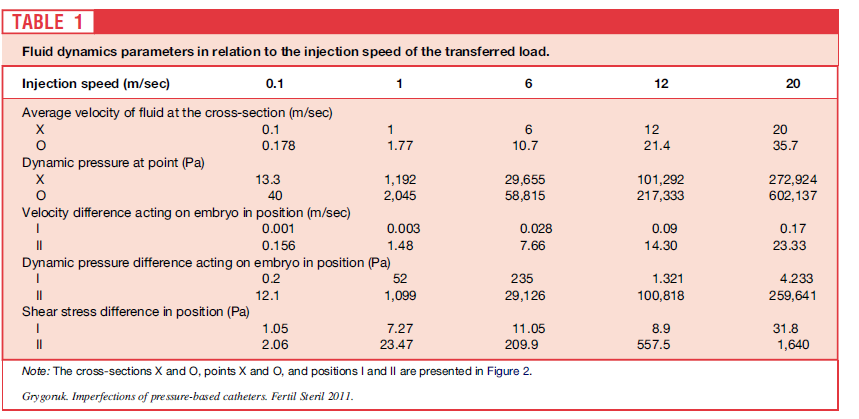 TABLE 1
Fluid dynamics parameters in relation to the injection speed of the transferred load.
Injection speed (m/sec) 0.1 1 6 12 20
Average velocity of fluid at the cross-section (m/sec)
X 0.1 1 6 12 20
O 0.178 1.77 10.7 21.4 35.7
Dynamic pressure at point (Pa)
X 13.3 1,192 29,655 101,292 272,924
O 40 2,045 58,815 217,333 602,137
Velocity difference acting on embryo in position (m/sec)
I 0.001 0.003 0.028 0.09 0.17
II 0.156 1.48 7.66 14.30 23.33
Dynamic pressure difference acting on embryo in position (Pa)
I 0.2 52 235 1.321 4.233
II 12.1 1,099 29,126 100,818 259,641
Shear stress difference in position (Pa)
I 1.05 7.27 11.05 8.9 31.8
II 2.06 23.47 209.9 557.5 1,640
Note: The cross-sections X and O, points X and O, and positions I and II are presented in Figure 2.
Grygoruk. Imperfections of pressure-based catheters. Fertil Steril 2011.